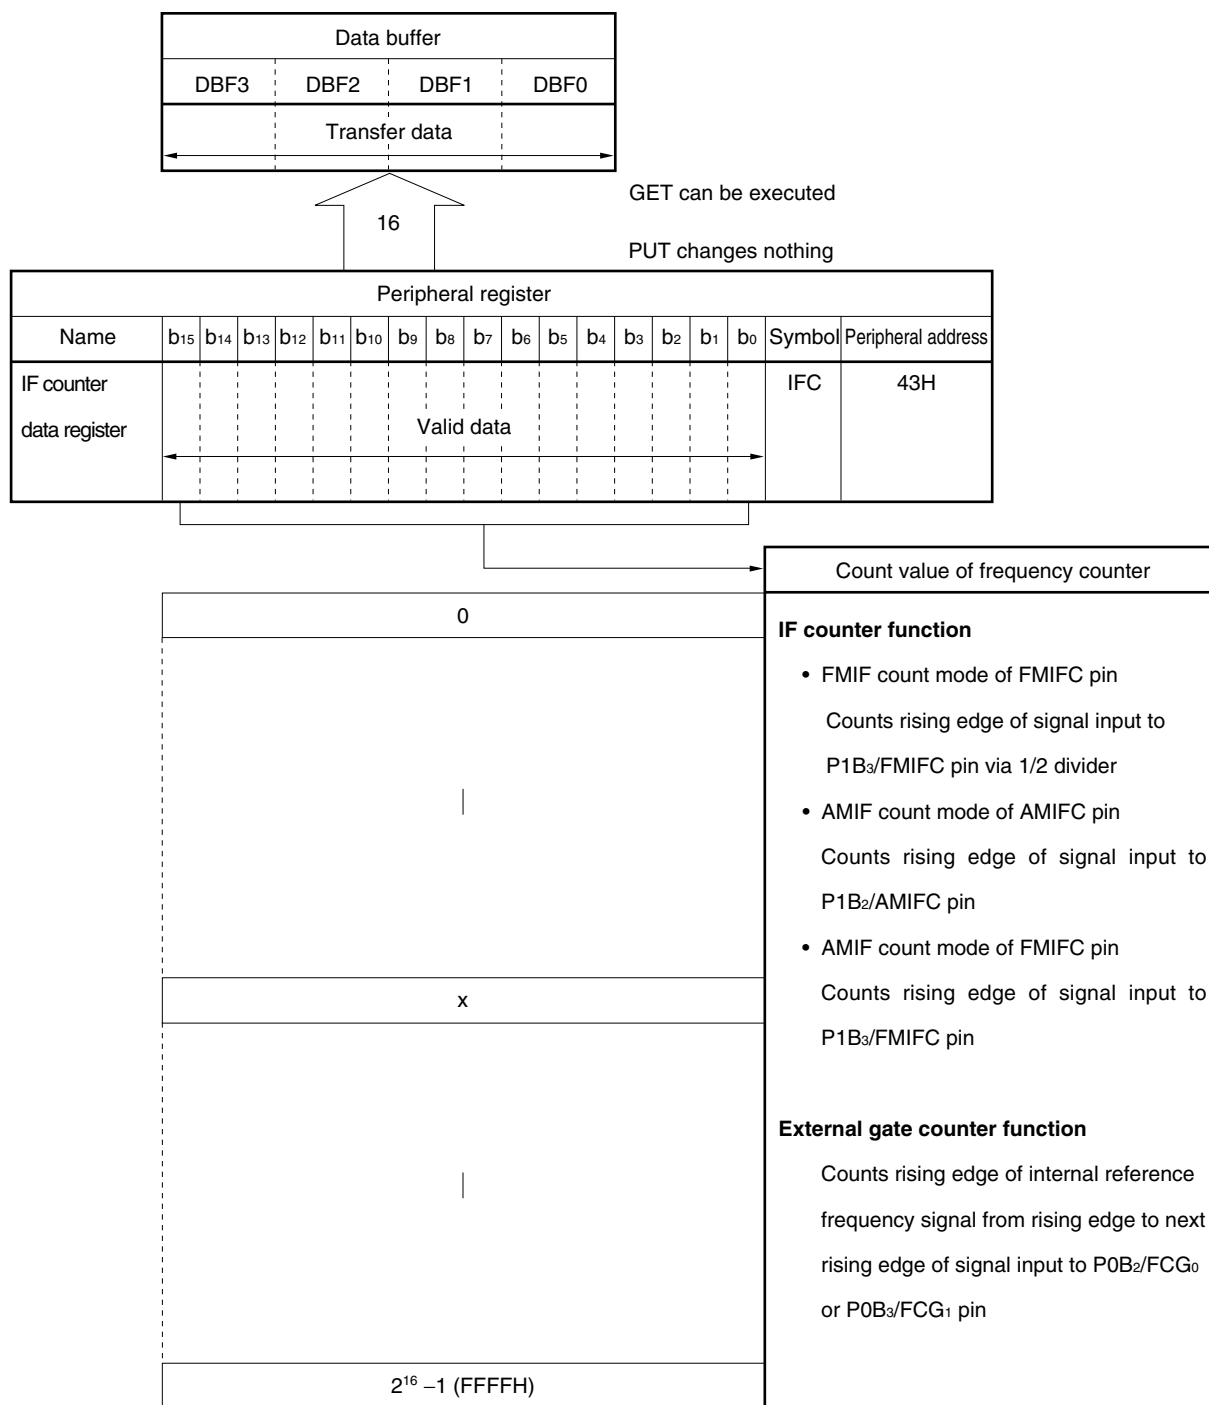 Data buffer
DBF3 DBF2 DBF1 DBF0
Transfer data
GET can be executed
16
PUT changes nothing
Peripheral register
Name b15 b14 b13 b12 b11 b10 b9 b8 b7 b6 b5 b4 b3 b2 b1 b0 Symbol Peripheral address
IF counter IFC 43H
data register Valid data
Count value of frequency counter
0
IF counter function
• FMIF count mode of FMIFC pin
Counts rising edge of signal input to
P1B3/FMIFC pin via 1/2 divider
• AMIF count mode of AMIFC pin
Counts rising edge of signal input to
P1B2/AMIFC pin
• AMIF count mode of FMIFC pin
Counts rising edge of signal input to
P1B3/FMIFC pin
x
External gate counter function
Counts rising edge of internal reference
frequency signal from rising edge to next
rising edge of signal input to P0B2/FCG0
or P0B3/FCG1 pin
2^16 –1 (FFFFH)